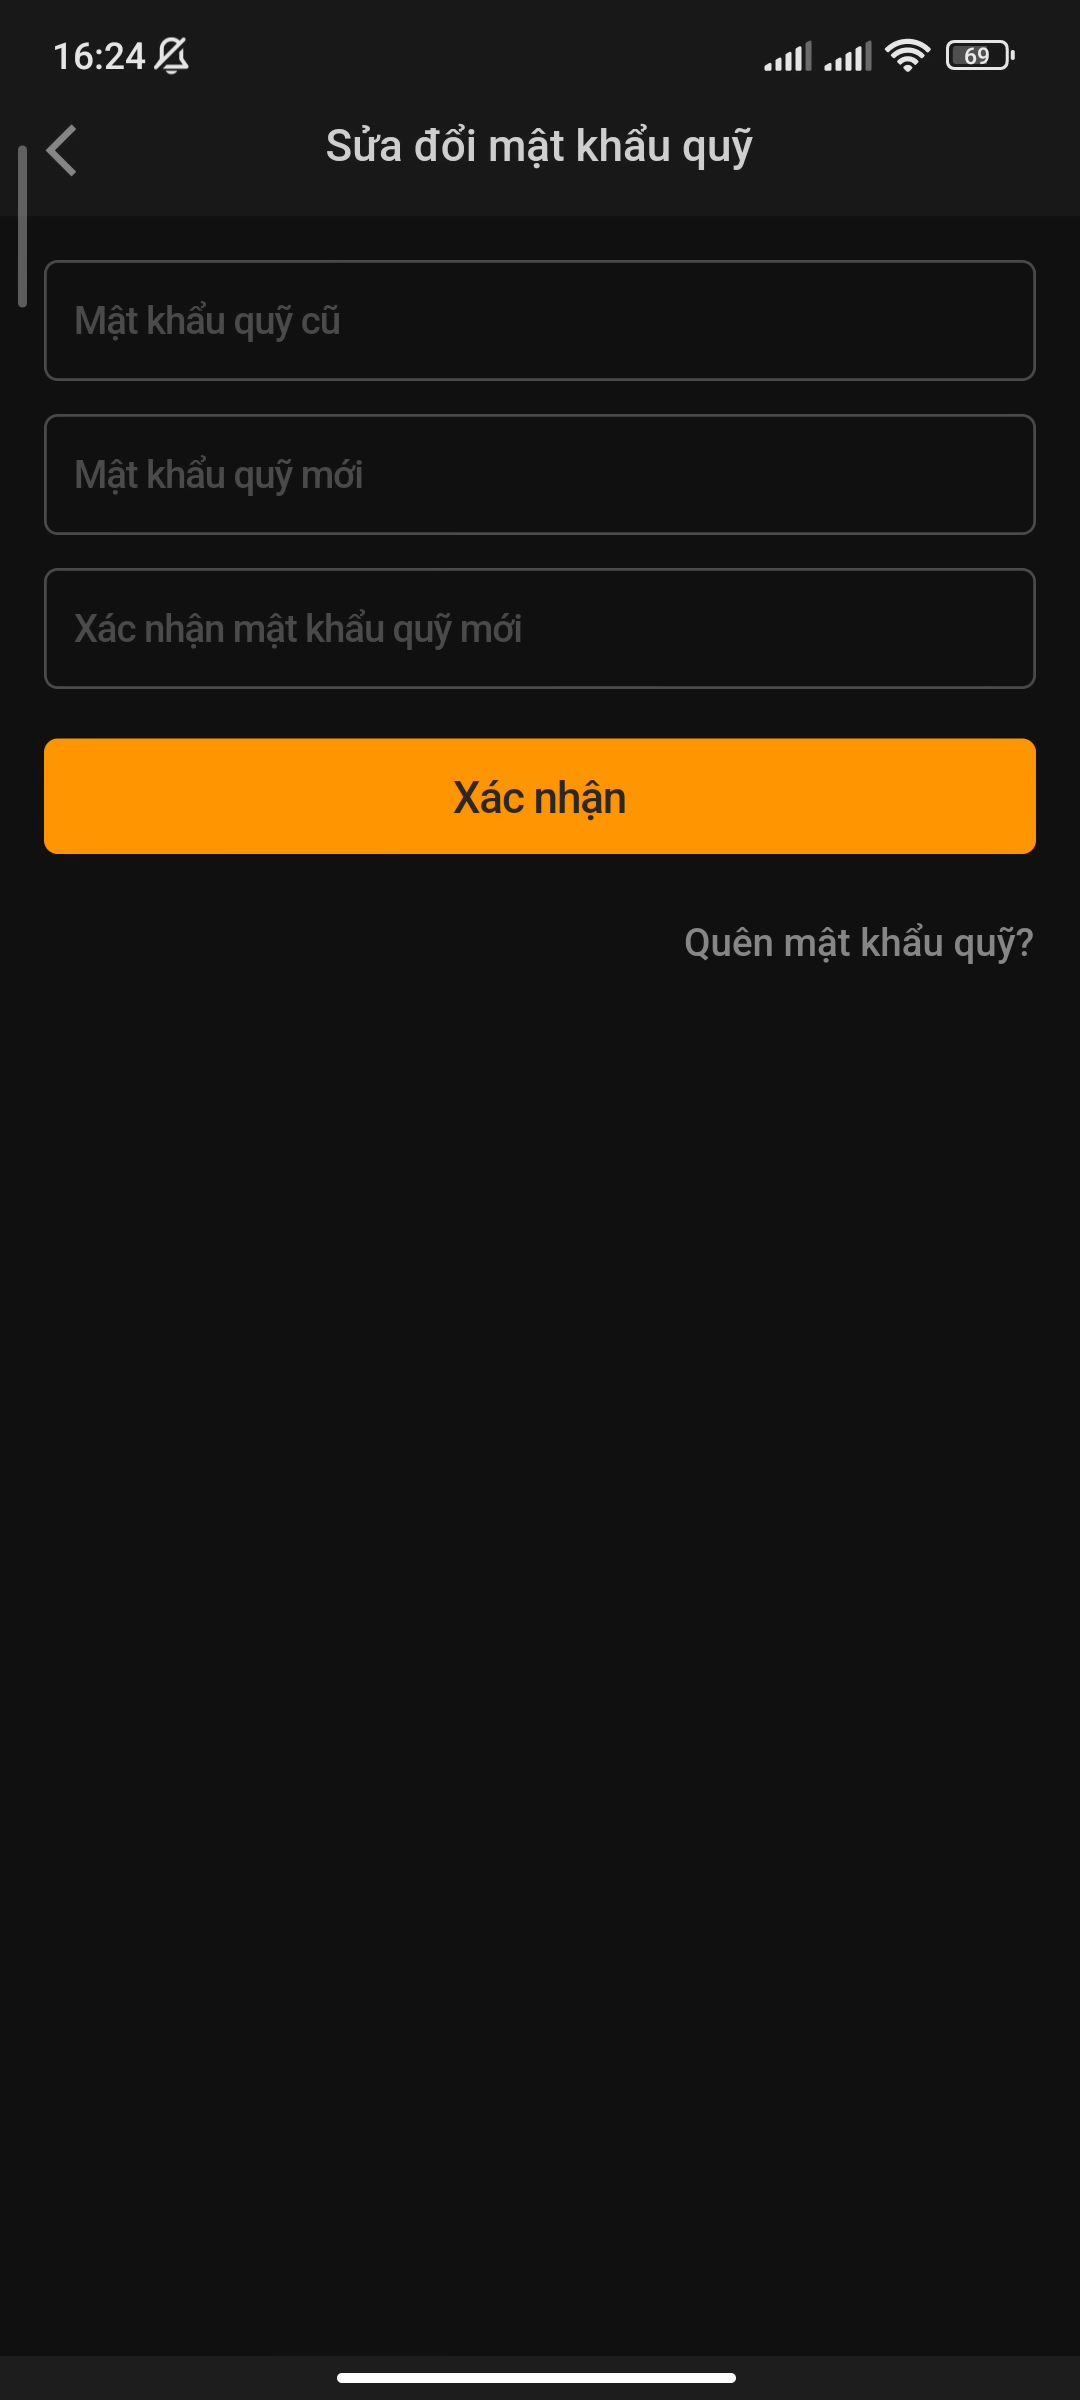 16:24
69
Sửa đổi mật khẩu quỹ
Mật khẩu quỹ cũ
Mật khẩu quỹ mới
Xác nhận mật khẩu quỹ mới
Xác nhận
Quên mật khẩu quỹ?